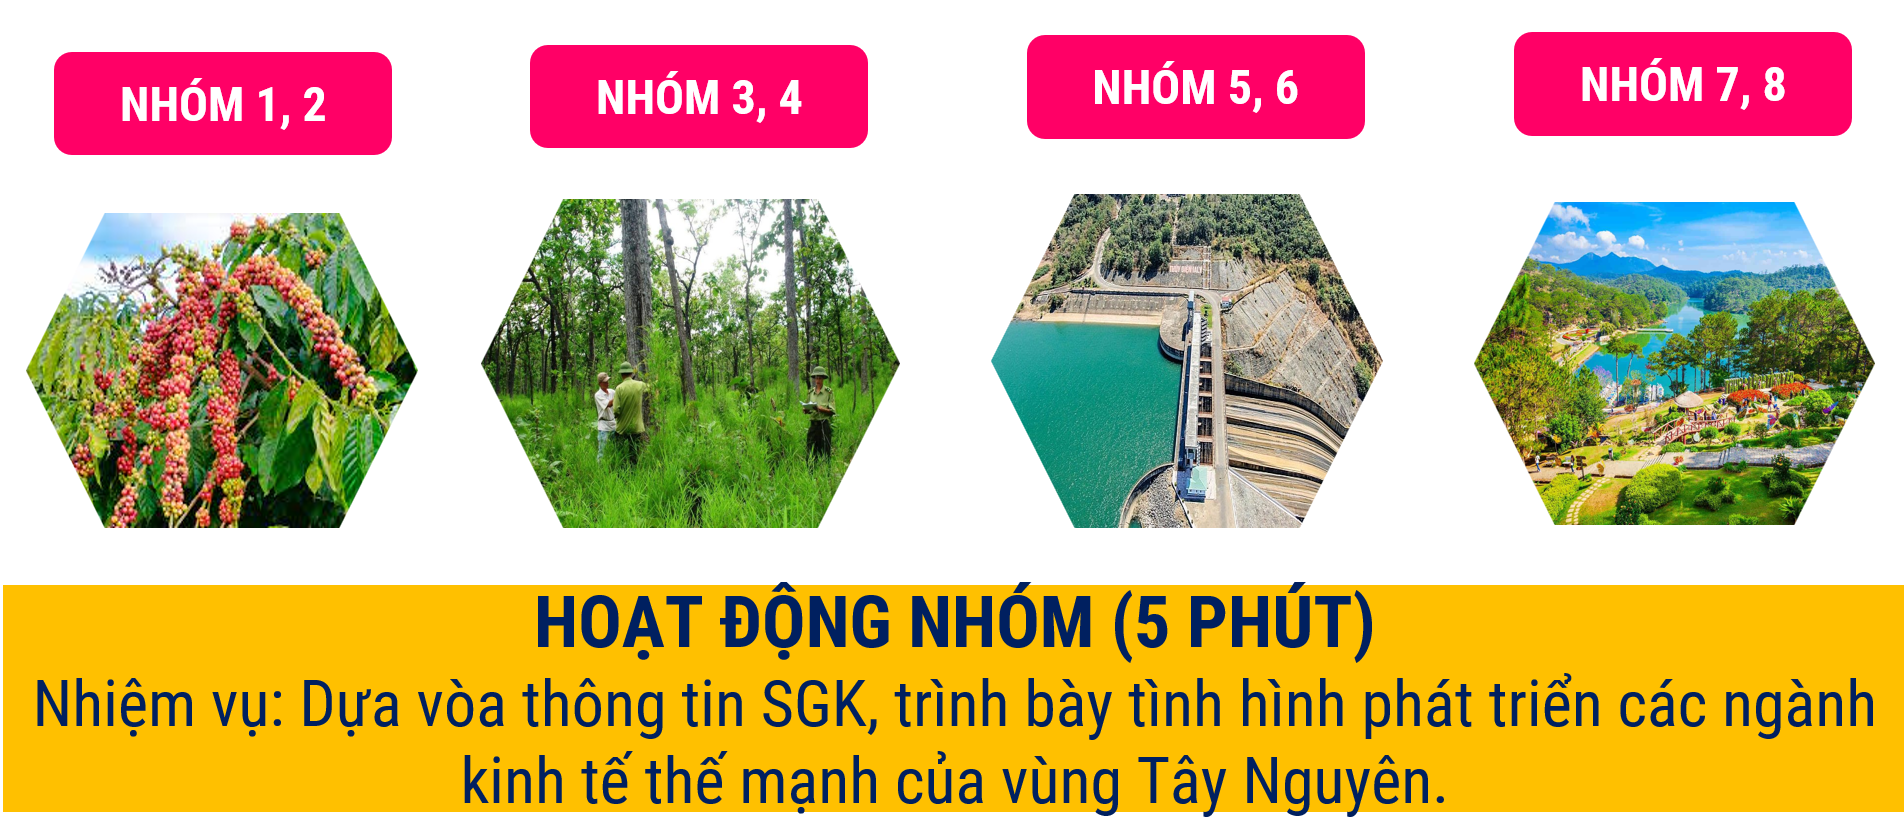 NHÓM 1, 2
NHÓM 3, 4
NHÓM 5, 6
NHÓM 7, 8
HOẠT ĐỘNG NHÓM (5 PHÚT)
Nhiệm vụ: Dựa vòa thông tin SGK, trình bày tình hình phát triển các ngành
kinh tế thế mạnh của vùng Tây Nguyên.